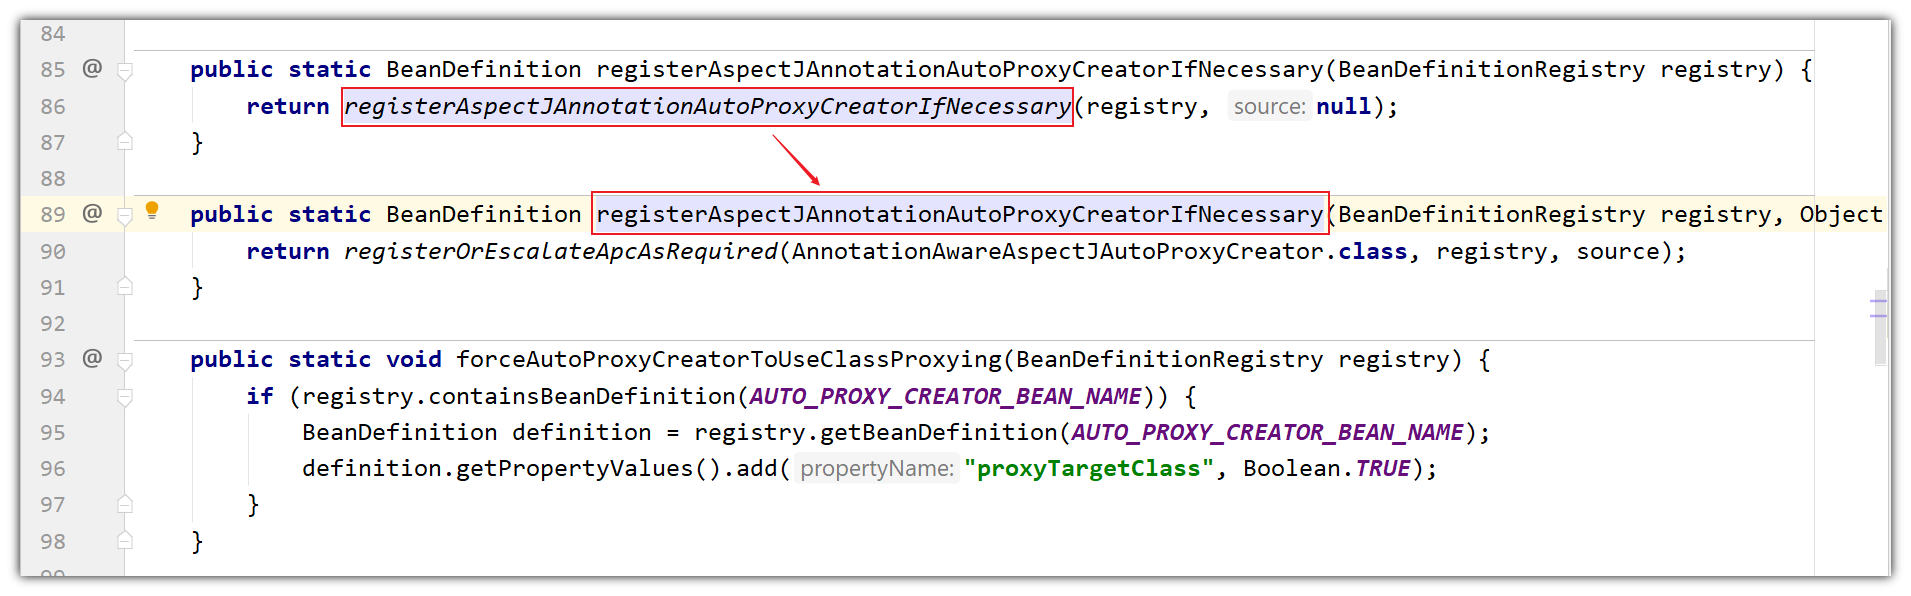 84
85 @ public static BeanDefinition registerAspectJAnnotationAutoProxyCreatorIfNecessary(BeanDefinitionRegistry registry) {
86 return registerAspectJAnnotationAutoProxyCreatorIfNecessary(registry, source: null);
87 }
88
89 @ public static BeanDefinition registerAspectJAnnotationAutoProxyCreatorIfNecessary(BeanDefinitionRegistry registry, Object
90 return registerOrEscalateApcAsRequired(AnnotationAwareAspectJAutoProxyCreator.class, registry, source);
91 }
92
93 @ public static void forceAutoProxyCreatorToUseClassProxying(BeanDefinitionRegistry registry) {
94 if (registry.containsBeanDefinition(AUTO_PROXY_CREATOR_BEAN_NAME)) {
95 BeanDefinition definition = registry.getBeanDefinition(AUTO_PROXY_CREATOR_BEAN_NAME);
96 definition.getPropertyValues().add( propertyName: "proxyTargetClass", Boolean.TRUE);
97 }
98 }